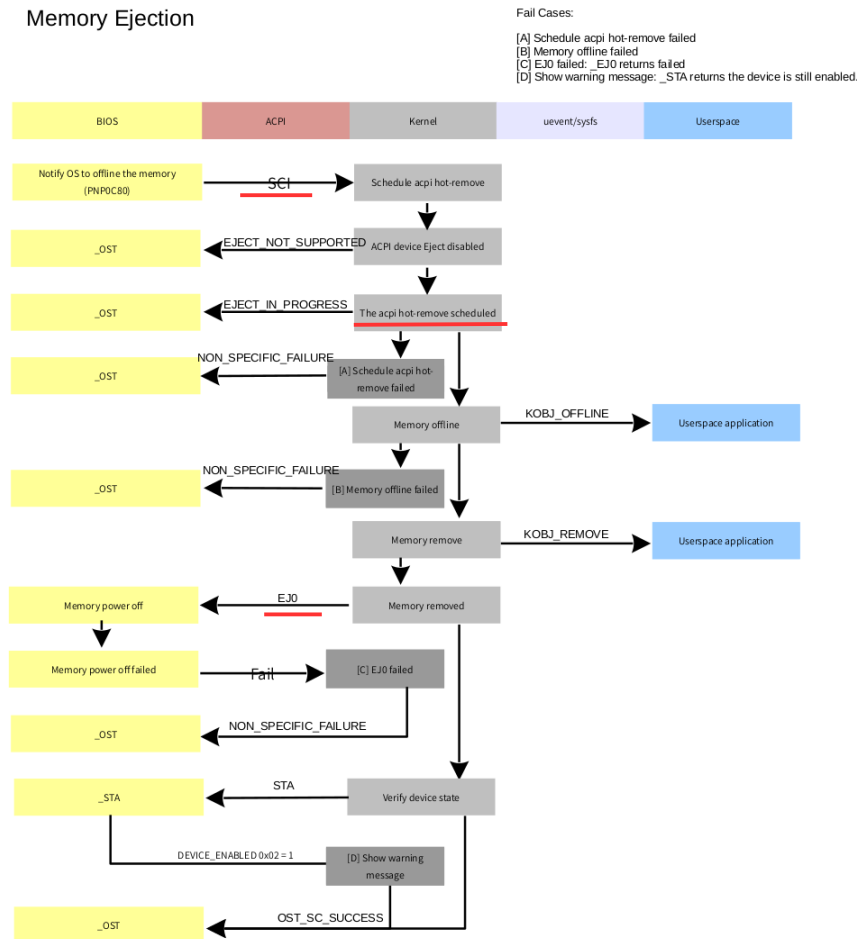 Memory Ejection
Fail Cases:
[A] Schedule acpi hot-remove failed
[B] Memory offline failed
[C] EJ0 failed: _EJ0 returns failed
[D] Show warning message: _STA returns the device is still enabled.
BIOS
ACPI
Kernel
uevent/sysfs
Userspace
Notify OS to offline the memory
(PNP0C80)
SCI
Schedule acpi hot-remove
_OST
EJECT_NOT_SUPPORTED
ACPI device Eject disabled
_OST
EJECT_IN_PROGRESS
The acpi hot-remove scheduled
_OST
NON_SPECIFIC_FAILURE
[A] Schedule acpi hot-
remove failed
Memory offline
KOBJ_OFFLINE
Userspace application
_OST
NON_SPECIFIC_FAILURE
[B] Memory offline failed
Memory remove
KOBJ_REMOVE
Userspace application
Memory power off
EJ0
Memory removed
Memory power off failed
Fail
[C] EJ0 failed
_OST
NON_SPECIFIC_FAILURE
_STA
STA
Verify device state
DEVICE_ENABLED 0x02 = 1
[D] Show warning
message
_OST
OST_SC_SUCCESS